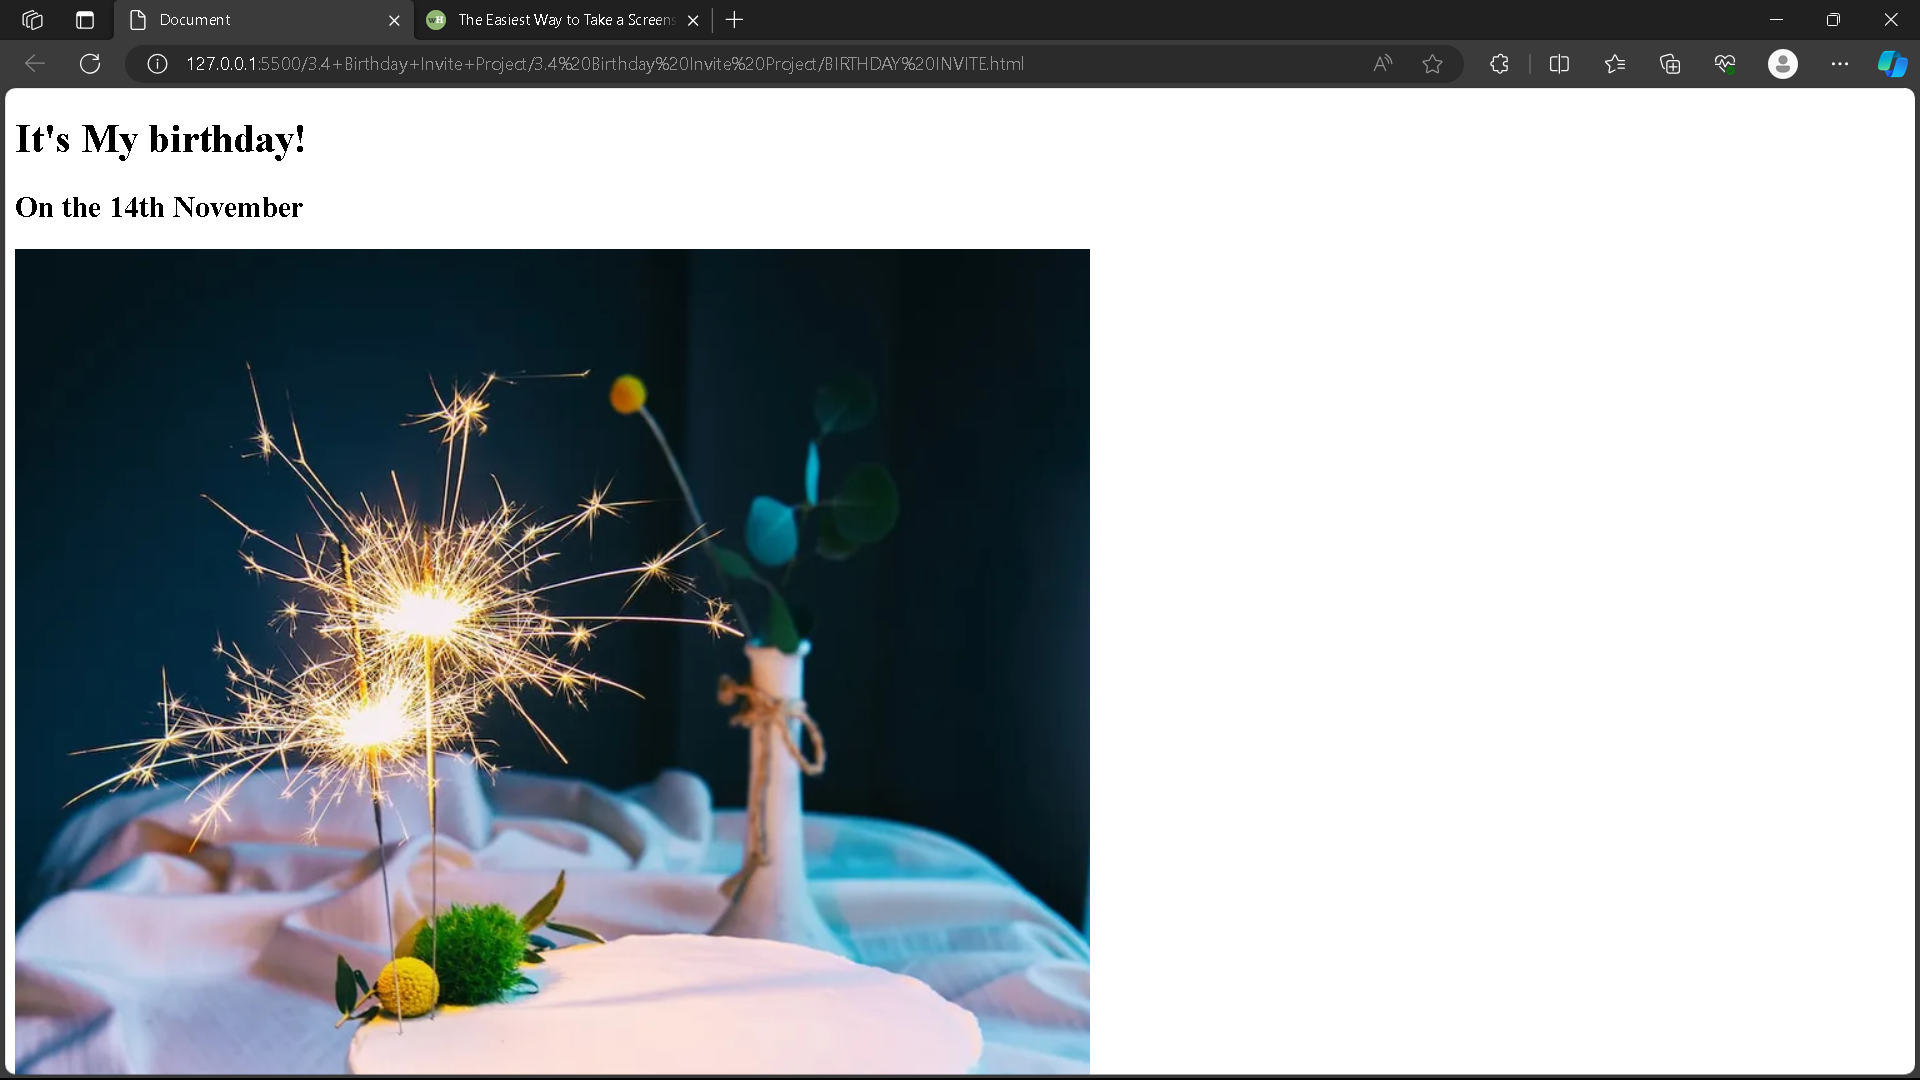 Document
The Easiest Way to Take a Screens
127.0.0.1:5500/3.4+Birthday+Invite+Project/3.4%20Birthday%20Invite%20Project/BIRTHDAY%20INVITE.html
It's My birthday!
On the 14th November